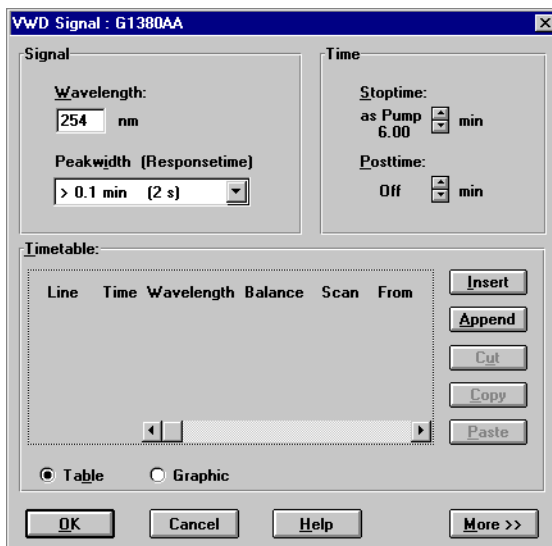 VWD Signal : G1380AA
Signal
Wavelength:
254 nm
Peakwidth (Responsetime)
> 0.1 min (2 s)
Time
Stoptime:
as Pump
6.00 min
Posttime:
Off min
Timetable:
Line Time Wavelength Balance Scan From
Insert
Append
Cut
Copy
Paste
Table Graphic
OK Cancel Help More >>